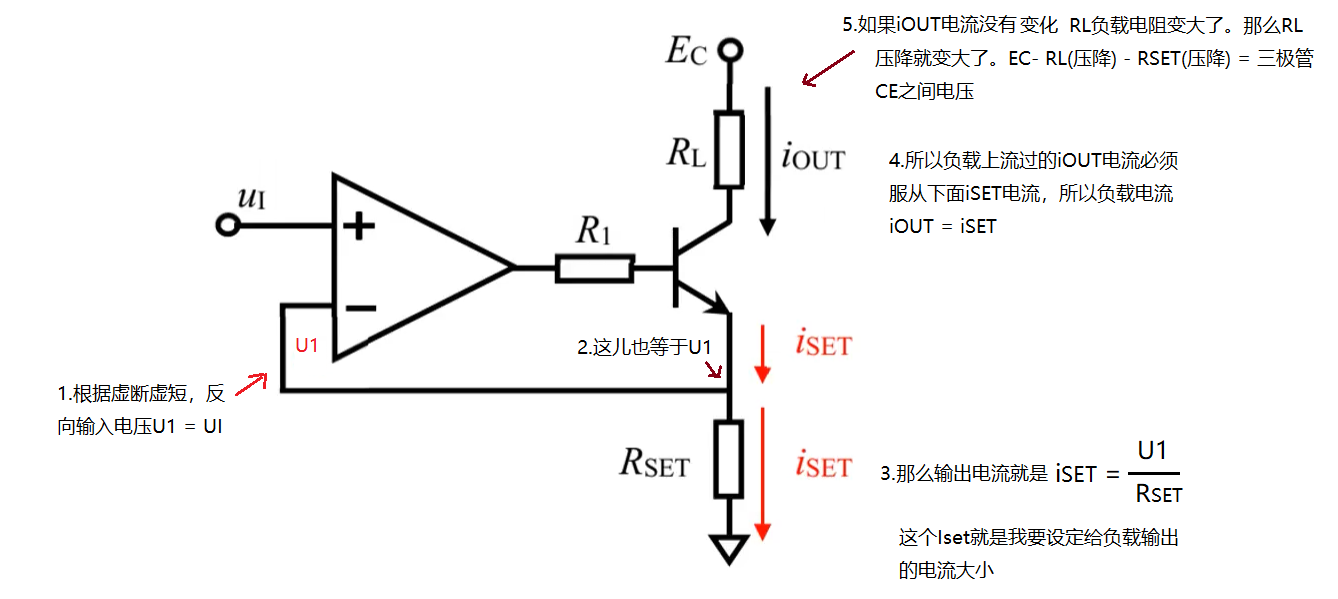 5.如果iOUT电流没有变化 RL负载电阻变大了。那么RL
压降就变大了。EC- RL(压降) - RSET(压降) = 三极管
CE之间电压
EC
RL
iOUT
4.所以负载上流过的iOUT电流必须
服从下面iSET电流，所以负载电流
iOUT = iSET
uI
+
R1
−
U1
2.这儿也等于U1
iSET
1.根据虚断虚短，反
向输入电压U1 = UI
RSET
iSET
3.那么输出电流就是 iSET = U1
RSET
这个Iset就是我要设定给负载输出
的电流大小